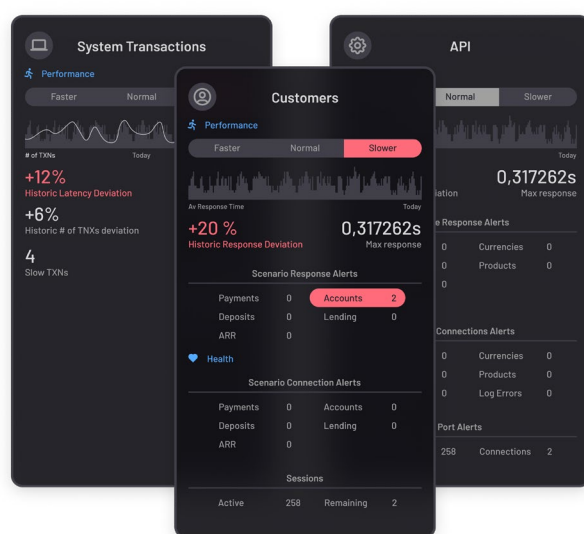 System Transactions
Performance
Faster Normal
# of TXNs Today
+12%
Historic Latency Deviation
+6%
Historic # of TNXs deviation
4
Slow TXNs
Customers
Performance
Faster Normal Slower
Av Response Time Today
+20 % 0,317262s
Historic Response Deviation Max response
Scenario Response Alerts
Payments 0 Accounts 2
Deposits 0 Lending 0
ARR 0
Health
Scenario Connection Alerts
Payments 0 Accounts 0
Deposits 0 Lending 0
ARR 0
Sessions
Active 258 Remaining 2
API
Normal Slower
Today
0,317262s
Max response
Response Alerts
0 Currencies 0
0 Products 0
0
Connections Alerts
0 Currencies 0
0 Products 0
0 Log Errors 0
Port Alerts
258 Connections 2